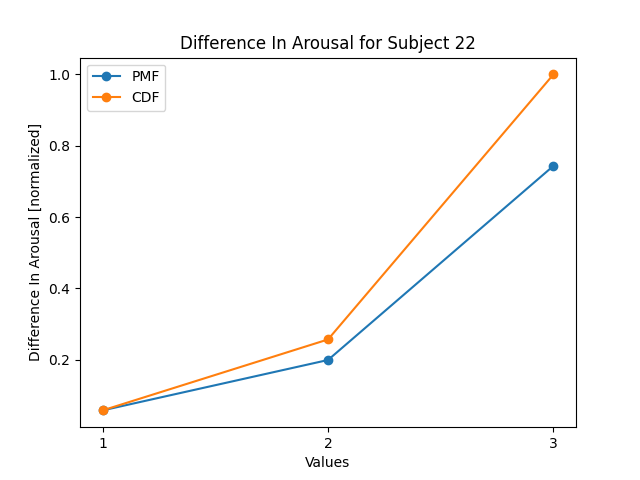 Difference In Arousal for Subject 22
PMF
CDF
Difference In Arousal [normalized]
1.0
0.8
0.6
0.4
0.2
1 2 3
Values